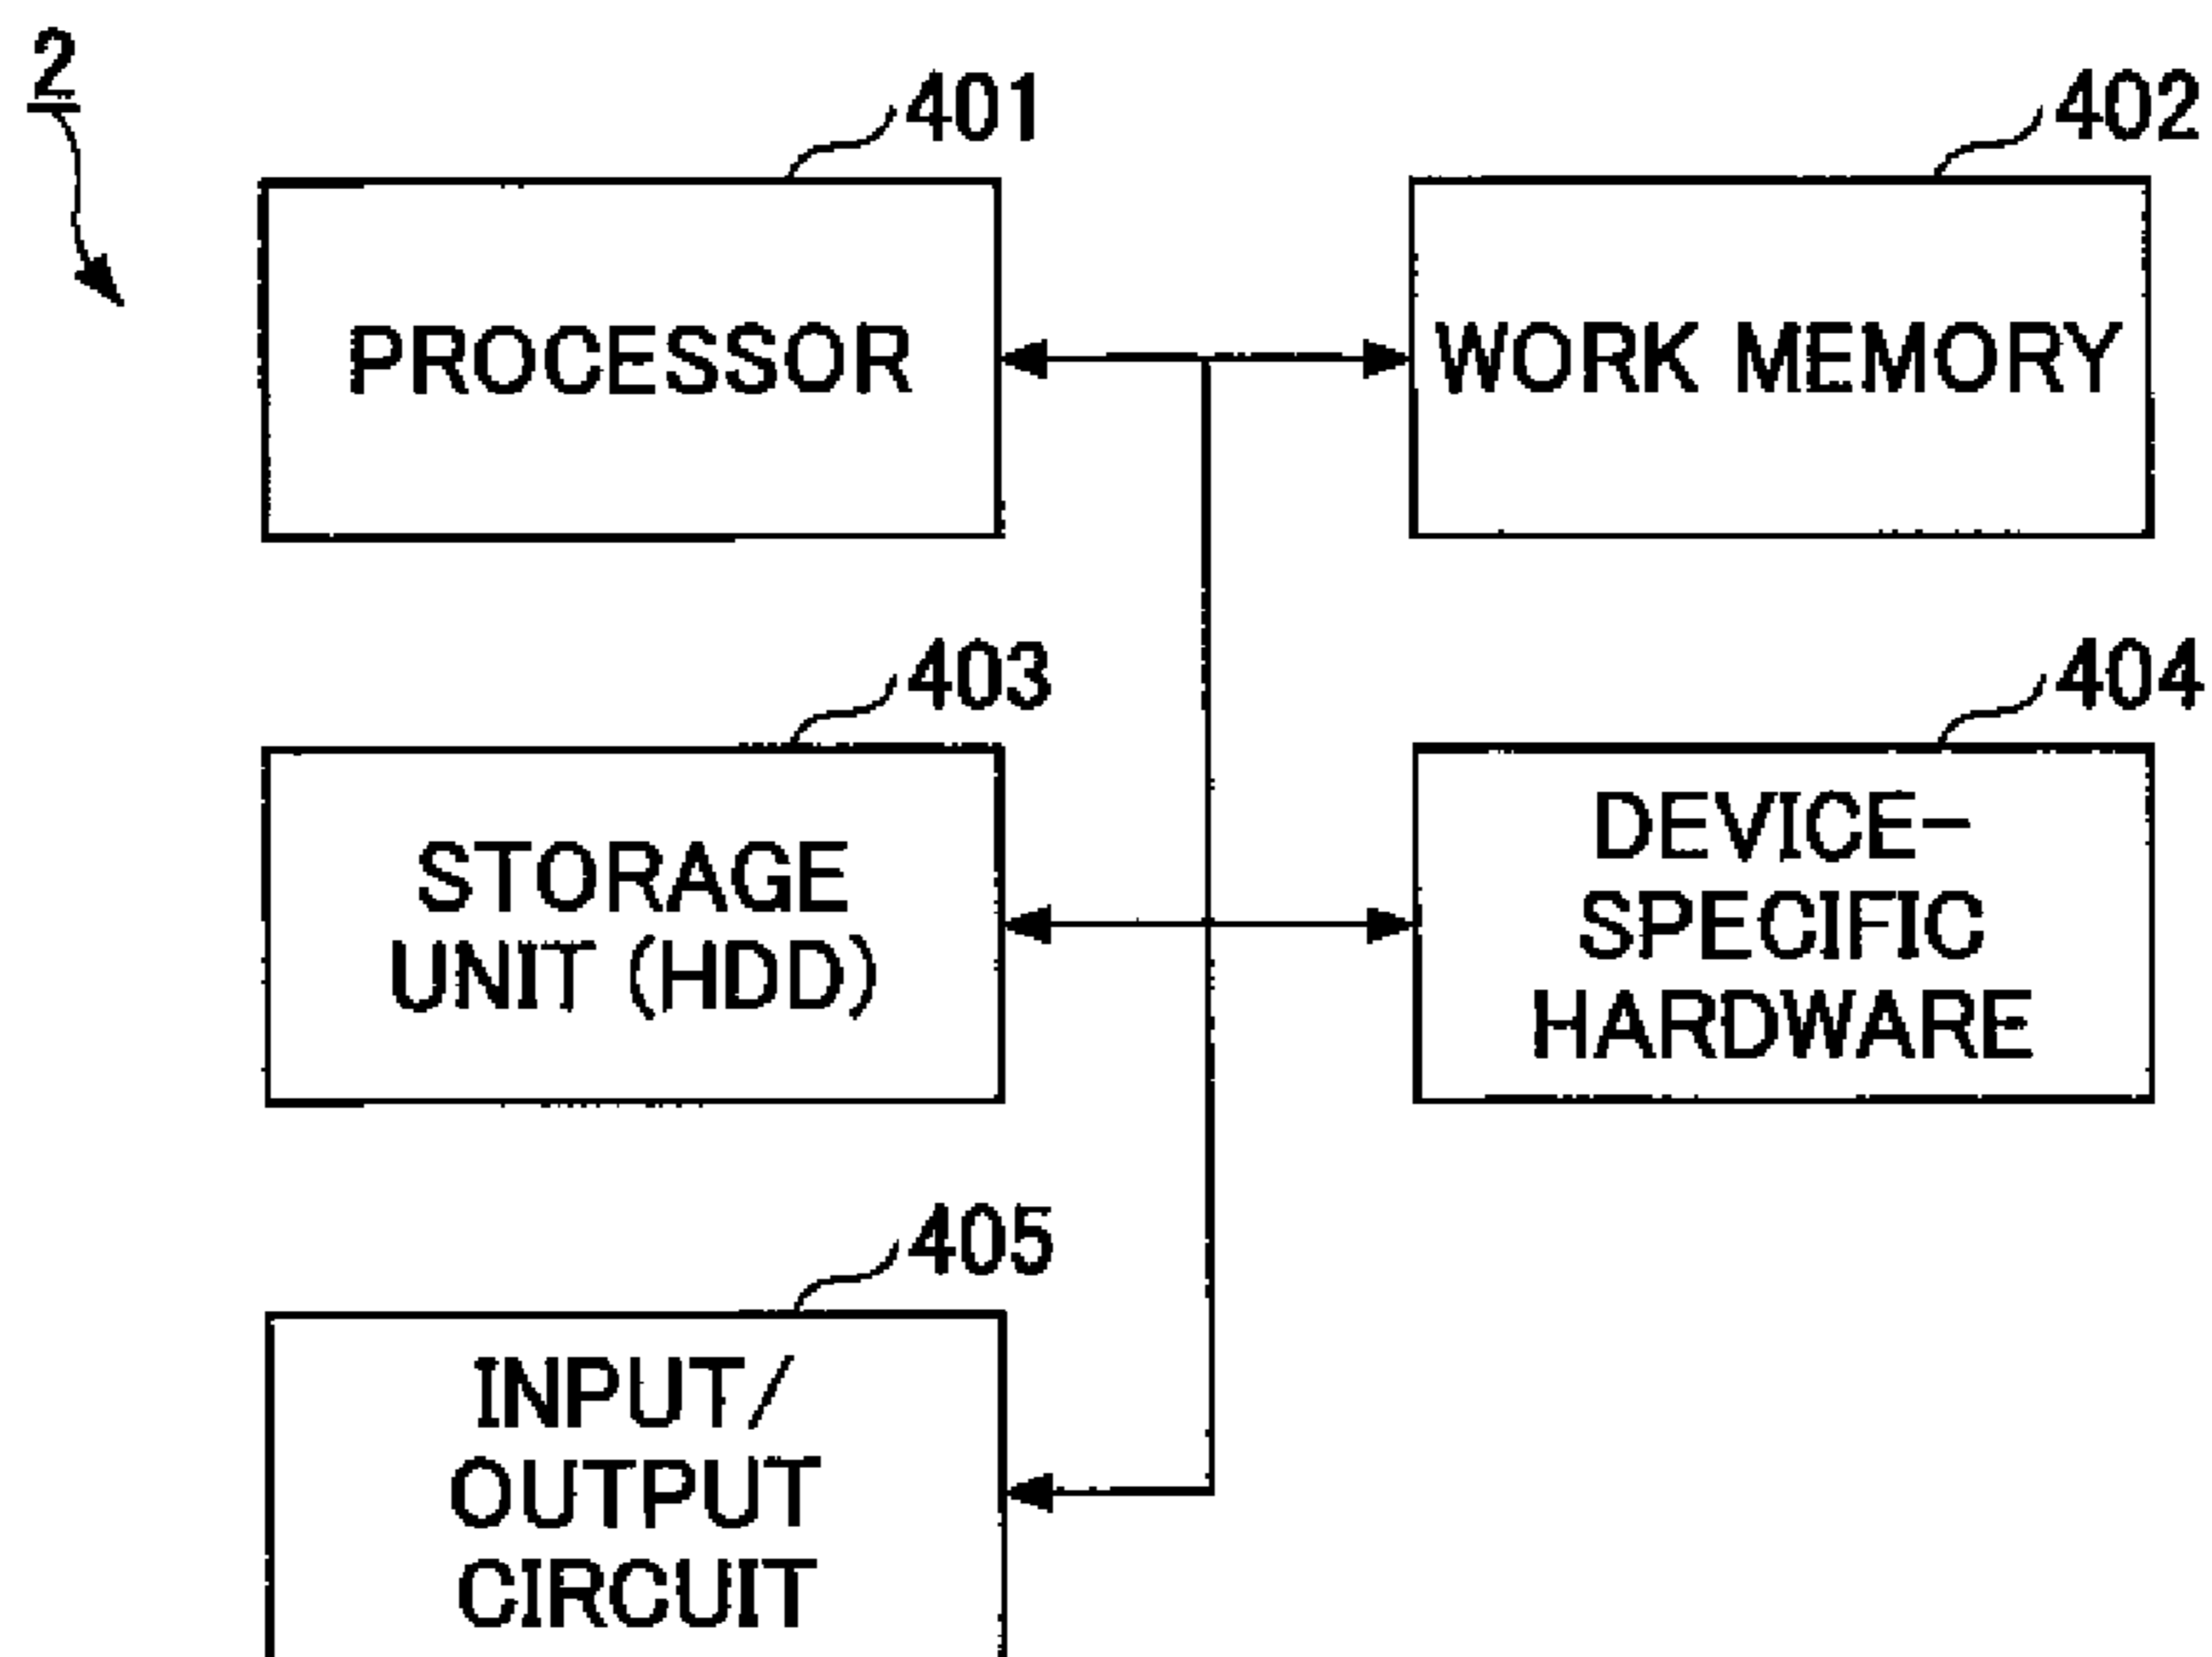 2
401
402
PROCESSOR
WORK MEMORY
403
404
STORAGE
UNIT (HDD)
DEVICE-
SPECIFIC
HARDWARE
405
INPUT/
OUTPUT
CIRCUIT